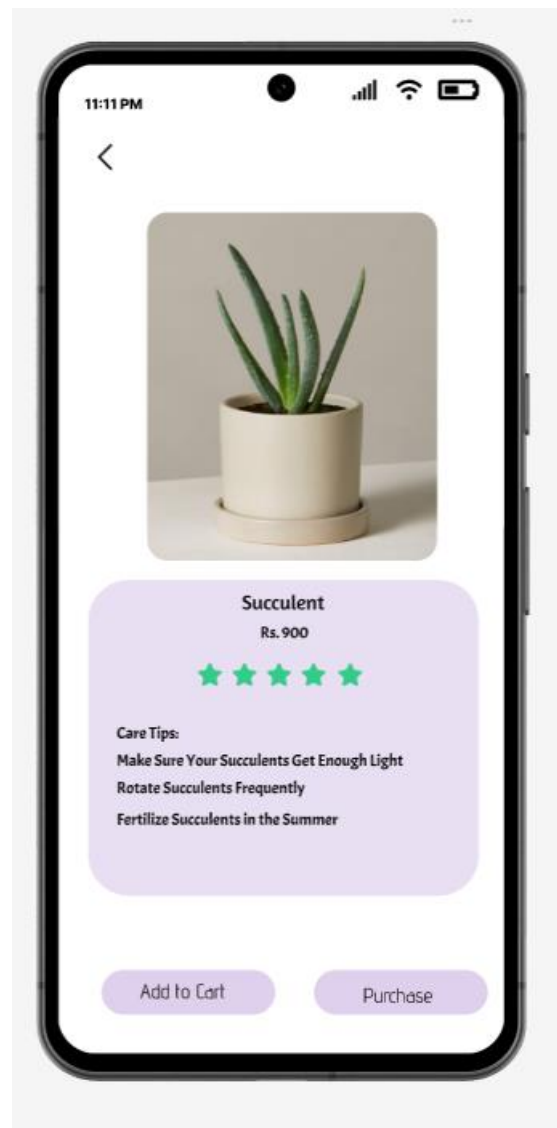 11:11 PM
Succulent
Rs. 900
Care Tips:
Make Sure Your Succulents Get Enough Light
Rotate Succulents Frequently
Fertilize Succulents in the Summer
Add to Cart
Purchase